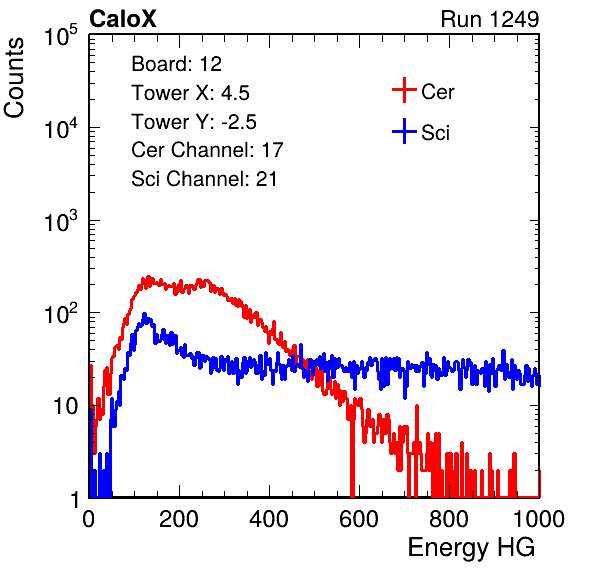 CaloX Run 1249
Counts
Board: 12
Tower X: 4.5
Tower Y: -2.5
Cer Channel: 17
Sci Channel: 21
Cer
Sci
10^5
10^4
10^3
10^2
10
1
0 200 400 600 800 1000
Energy HG